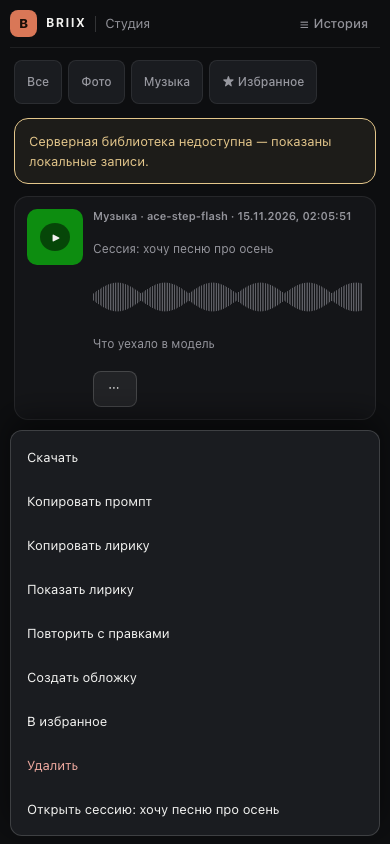 B BRIIX Студия ≡ История
Все Фото Музыка ★ Избранное
Серверная библиотека недоступна — показаны
локальные записи.
Музыка · ace-step-flash · 15.11.2026, 02:05:51
Сессия: хочу песню про осень
Что уехало в модель
...
Скачать
Копировать промпт
Копировать лирику
Показать лирику
Повторить с правками
Создать обложку
В избранное
Удалить
Открыть сессию: хочу песню про осень